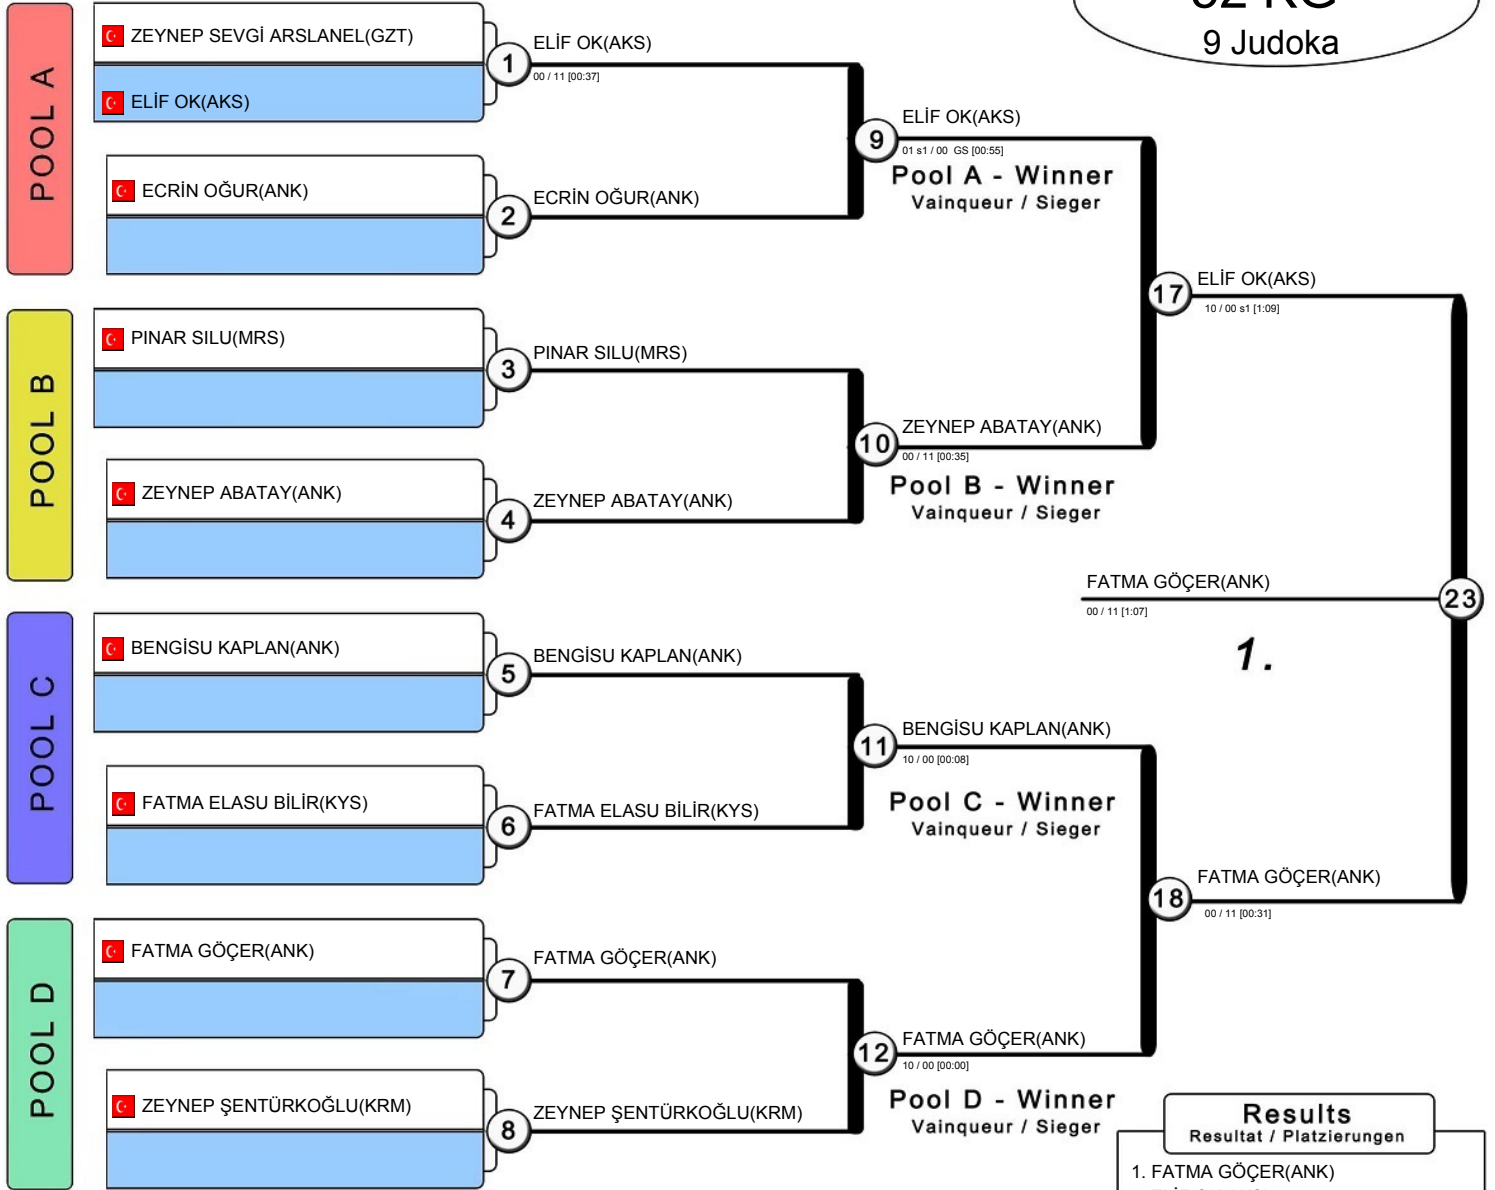 KG
9 Judoka
POOL A
ZEYNEP SEVGİ ARSLANEL(GZT)
ELİF OK(AKS)
1
ELİF OK(AKS)
00 / 11 [00:37]
ECRİN OĞUR(ANK)
2
ECRİN OĞUR(ANK)
9
ELİF OK(AKS)
01 s1 / 00 GS [00:55]
Pool A - Winner
Vainqueur / Sieger
POOL B
PINAR SILU(MRS)
3
PINAR SILU(MRS)
ZEYNEP ABATAY(ANK)
4
ZEYNEP ABATAY(ANK)
10
ZEYNEP ABATAY(ANK)
00 / 11 [00:35]
Pool B - Winner
Vainqueur / Sieger
17
ELİF OK(AKS)
10 / 00 s1 [1:09]
POOL C
BENGİSU KAPLAN(ANK)
5
BENGİSU KAPLAN(ANK)
FATMA ELASU BİLİR(KYS)
6
FATMA ELASU BİLİR(KYS)
11
BENGİSU KAPLAN(ANK)
10 / 00 [00:08]
Pool C - Winner
Vainqueur / Sieger
POOL D
FATMA GÖÇER(ANK)
7
FATMA GÖÇER(ANK)
ZEYNEP ŞENTÜRKOĞLU(KRM)
8
ZEYNEP ŞENTÜRKOĞLU(KRM)
12
FATMA GÖÇER(ANK)
10 / 00 [00:00]
Pool D - Winner
Vainqueur / Sieger
18
FATMA GÖÇER(ANK)
00 / 11 [00:31]
23
FATMA GÖÇER(ANK)
00 / 11 [1:07]
1.
Results
Resultat / Platzierungen
1. FATMA GÖÇER(ANK)